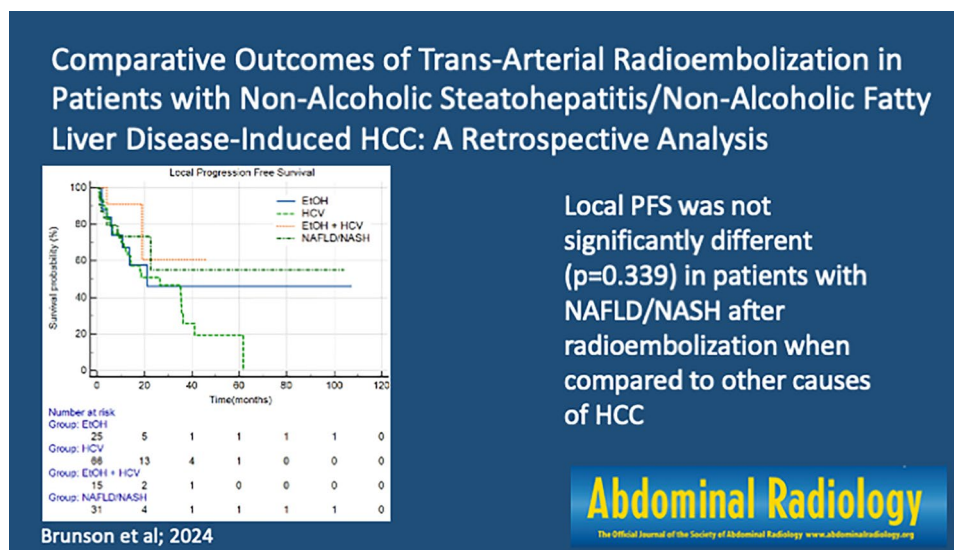 Comparative Outcomes of Trans-Arterial Radioembolization in
Patients with Non-Alcoholic Steatohepatitis/Non-Alcoholic Fatty
Liver Disease-Induced HCC: A Retrospective Analysis
Local Progression Free Survival
EtOH
HCV
EtOH + HCV
NAFLD/NASH
Survival probability (%)
100
80
60
40
20
0
0 20 40 60 80 100 120
Time(months)
Number at risk
Group: EtOH
25 5 1 1 1 1 0
Group: HCV
66 13 4 1 0 0 0
Group: EtOH + HCV
15 2 1 0 0 0 0
Group: NAFLD/NASH
31 4 1 1 1 1 0
Local PFS was not
significantly different
(p=0.339) in patients with
NAFLD/NASH after
radioembolization when
compared to other causes
of HCC
Brunson et al; 2024
Abdominal Radiology
The Official Journal of the Society of Abdominal Radiology www.abdominalradiology.org